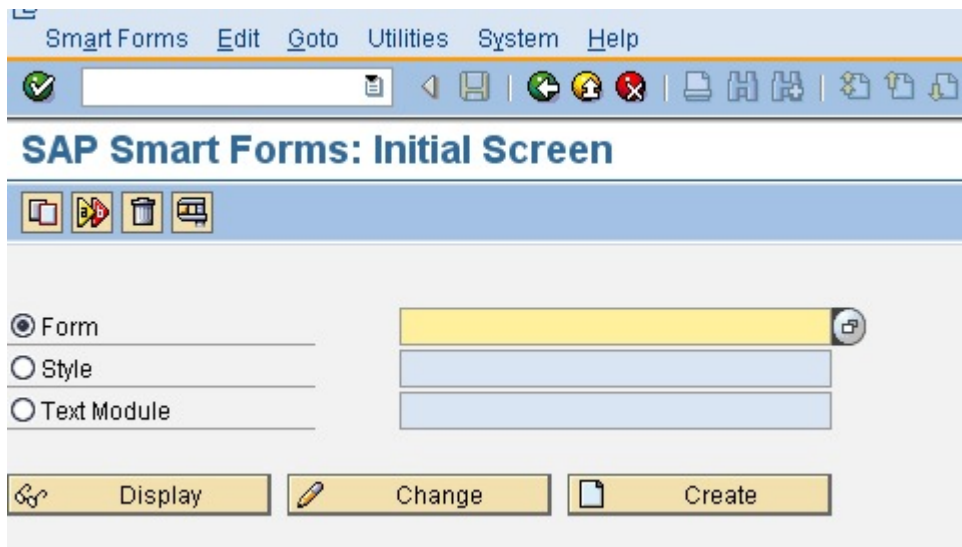 Smart Forms Edit Goto Utilities System Help
SAP Smart Forms: Initial Screen
Form
Style
Text Module
Display Change Create